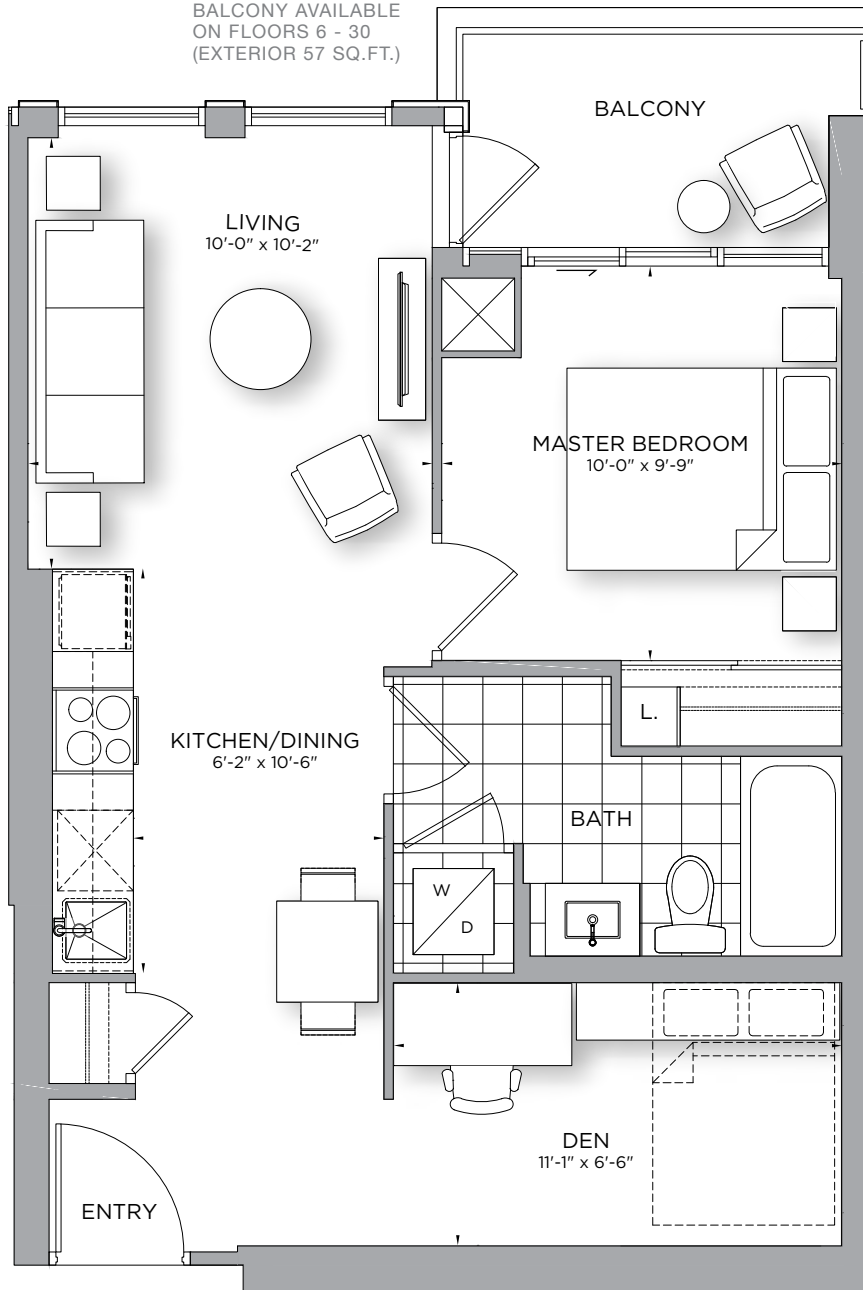 BALCONY AVAILABLE
ON FLOORS 6 - 30
(EXTERIOR 57 SQ.FT.)
BALCONY
LIVING
10'-0" x 10'-2"
MASTER BEDROOM
10'-0" x 9'-9"
L.
KITCHEN/DINING
6'-2" x 10'-6"
BATH
W
D
DEN
11'-1" x 6'-6"
ENTRY